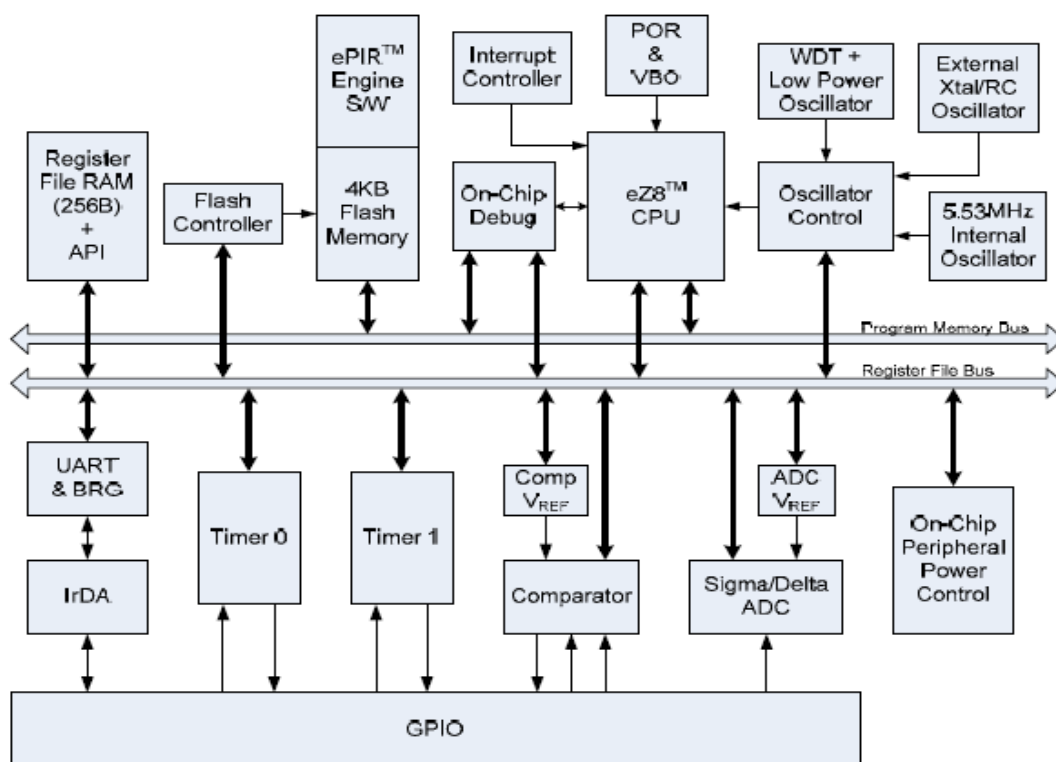 ePIR™
Engine
S/W
Interrupt
Controller
POR
&
VBO
WDT +
Low Power
Oscillator
External
Xtal/RC
Oscillator
Register
File RAM
(256B)
+
API
Flash
Controller
4KB
Flash
Memory
On-Chip
Debug
eZ8™
CPU
Oscillator
Control
5.53MHz
Internal
Oscillator
Program Memory Bus
Register File Bus
UART
& BRG
Timer 0
Timer 1
Comp
VREF
ADC
VREF
On-Chip
Peripheral
Power
Control
IrDA
Comparator
Sigma/Delta
ADC
GPIO